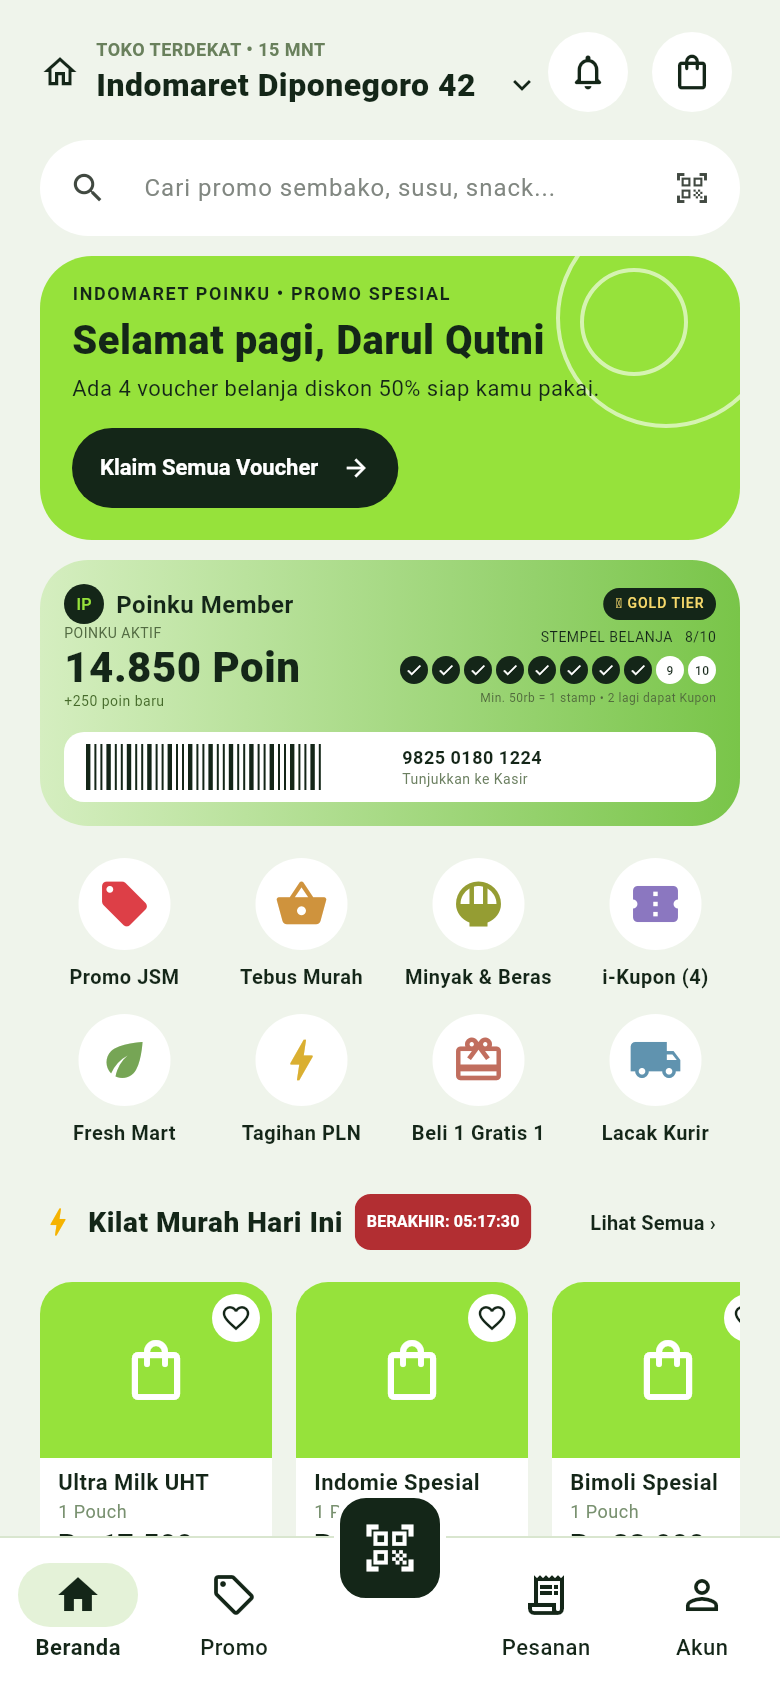 TOKO TERDEKAT • 15 MNT
Indomaret Diponegoro 42
Cari promo sembako, susu, snack...
INDOMARET POINKU • PROMO SPESIAL
Selamat pagi, Darul Qutni
Ada 4 voucher belanja diskon 50% siap kamu pakai.
Klaim Semua Voucher
IP Poinku Member
GOLD TIER
POINKU AKTIF
STEMPEL BELANJA 8/10
14.850 Poin
9 10
+250 poin baru
Min. 50rb = 1 stamp • 2 lagi dapat Kupon
9825 0180 1224
Tunjukkan ke Kasir
Promo JSM
Tebus Murah
Minyak & Beras
i-Kupon (4)
Fresh Mart
Tagihan PLN
Beli 1 Gratis 1
Lacak Kurir
Kilat Murah Hari Ini
BERAKHIR: 05:17:30
Lihat Semua ›
Ultra Milk UHT
Indomie Spesial
Bimoli Spesial
1 Pouch
1 P
1 Pouch
Beranda
Promo
Pesanan
Akun